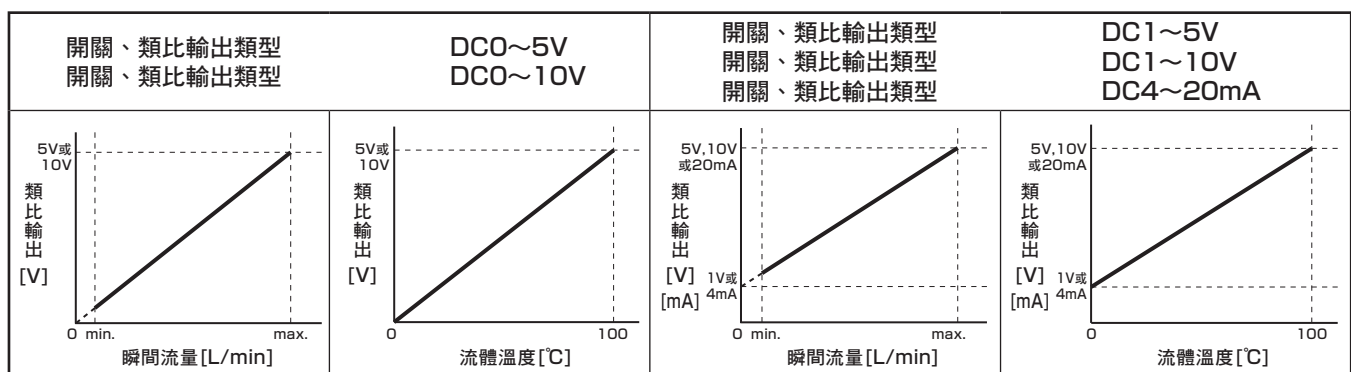 開關、類比輸出類型 DC0～5V
開關、類比輸出類型 DC0～10V
開關、類比輸出類型 DC1～5V
開關、類比輸出類型 DC1～10V
開關、類比輸出類型 DC4～20mA
5V或
10V
類比輸出
[V]
0 min. max.
瞬間流量[L/min]
5V或
10V
類比輸出
[V]
0 100
流體溫度[℃]
5V,10V
或20mA
類比輸出
[V]
[mA]
1V或
4mA
0 min. max.
瞬間流量[L/min]
5V,10V
或20mA
類比輸出
[V]
[mA]
1V或
4mA
0 100
流體溫度[℃]